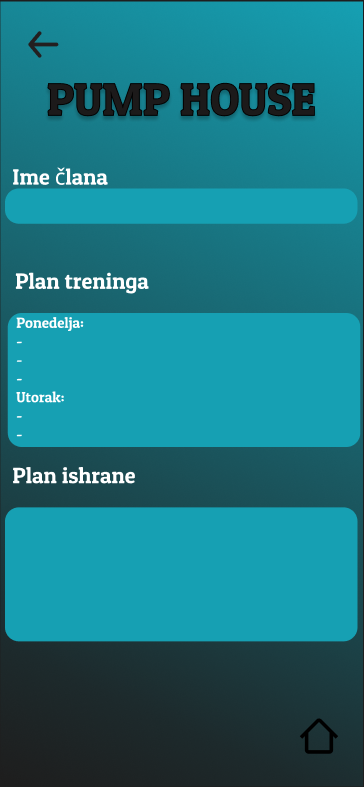 PUMP HOUSE
Ime člana
Plan treninga
Ponedelja:
-
-
-
Utorak:
-
-
Plan ishrane